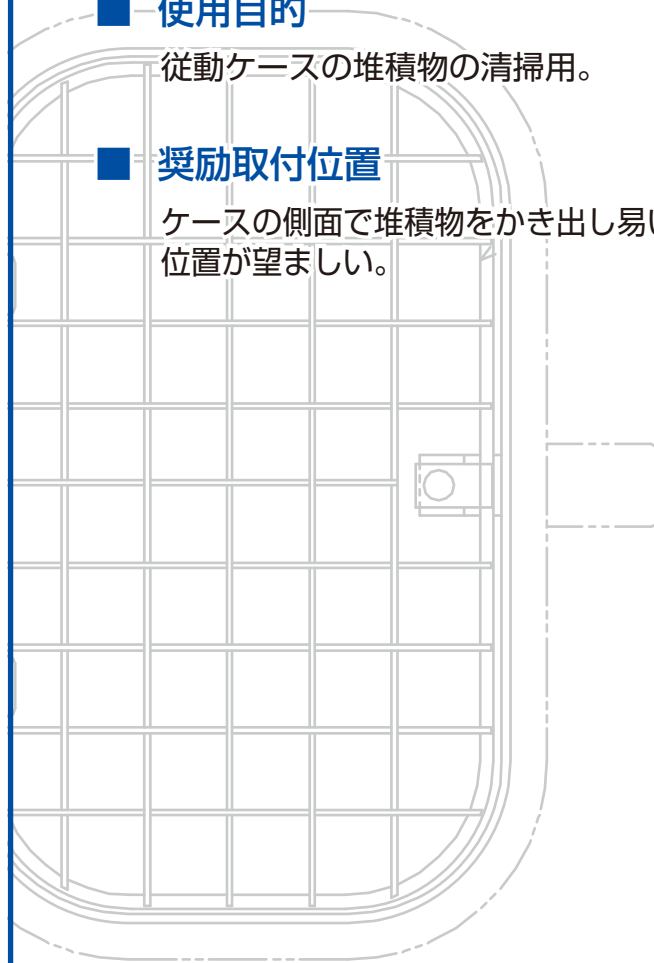 ■ 使用目的
従動ケースの堆積物の清掃用。
■ 奨励取付位置
ケースの側面で堆積物をかき出し易い
位置が望ましい。